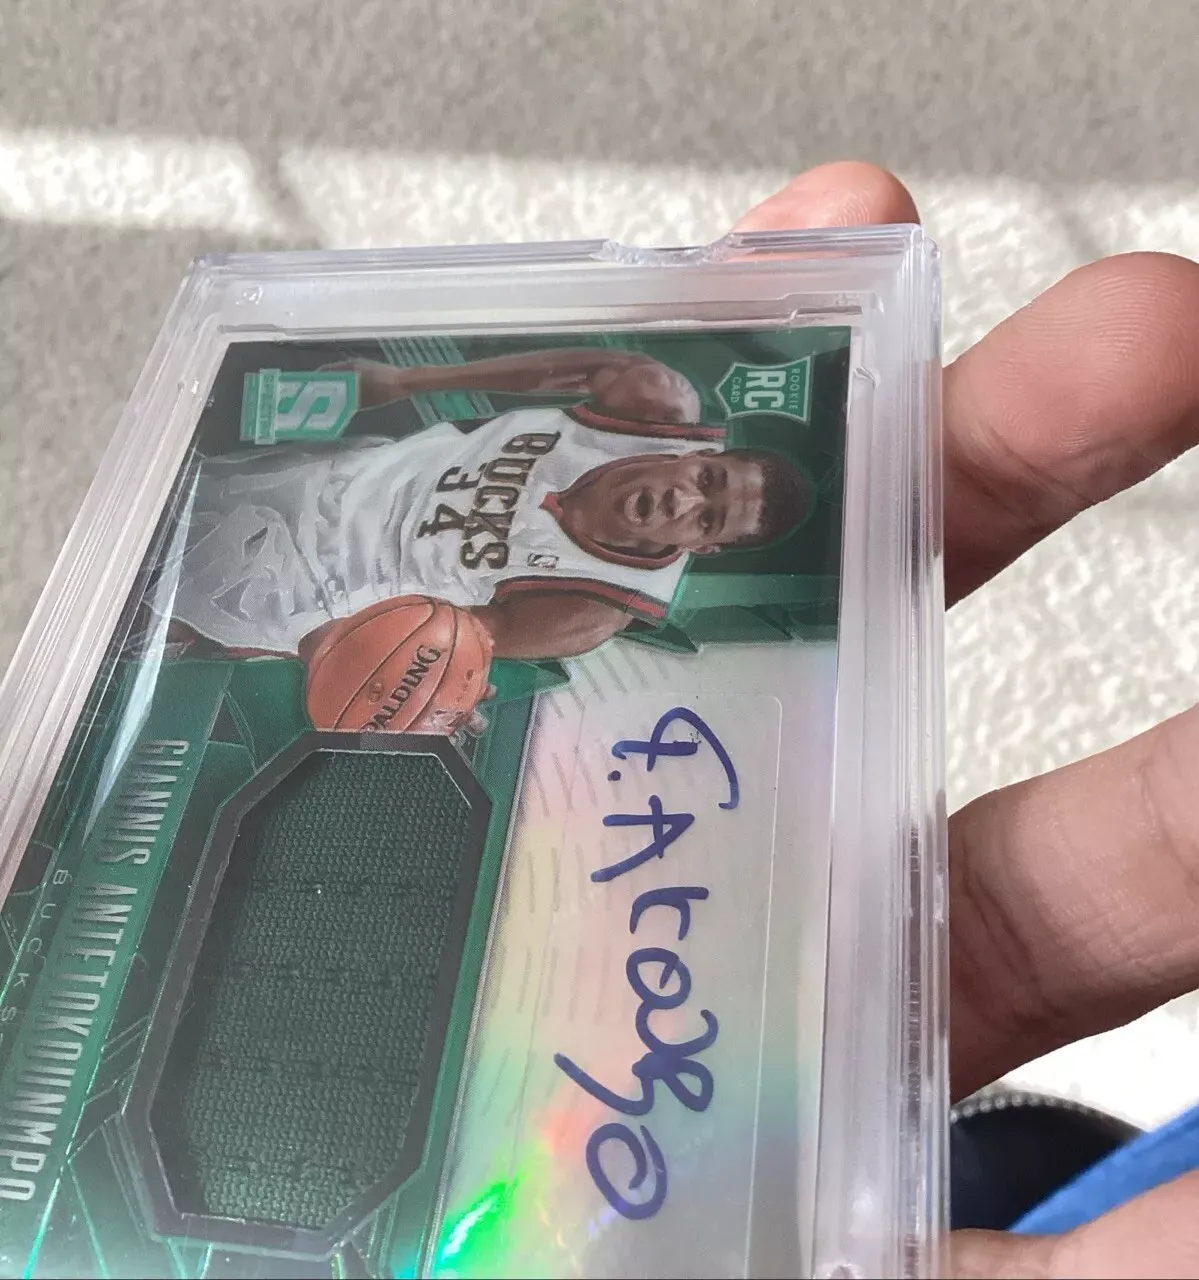 ROOKIE
RC
CARD
BUCKS
34
SPALDING
S
GIANNIS ANTETOKOUNMPO
BUCKS